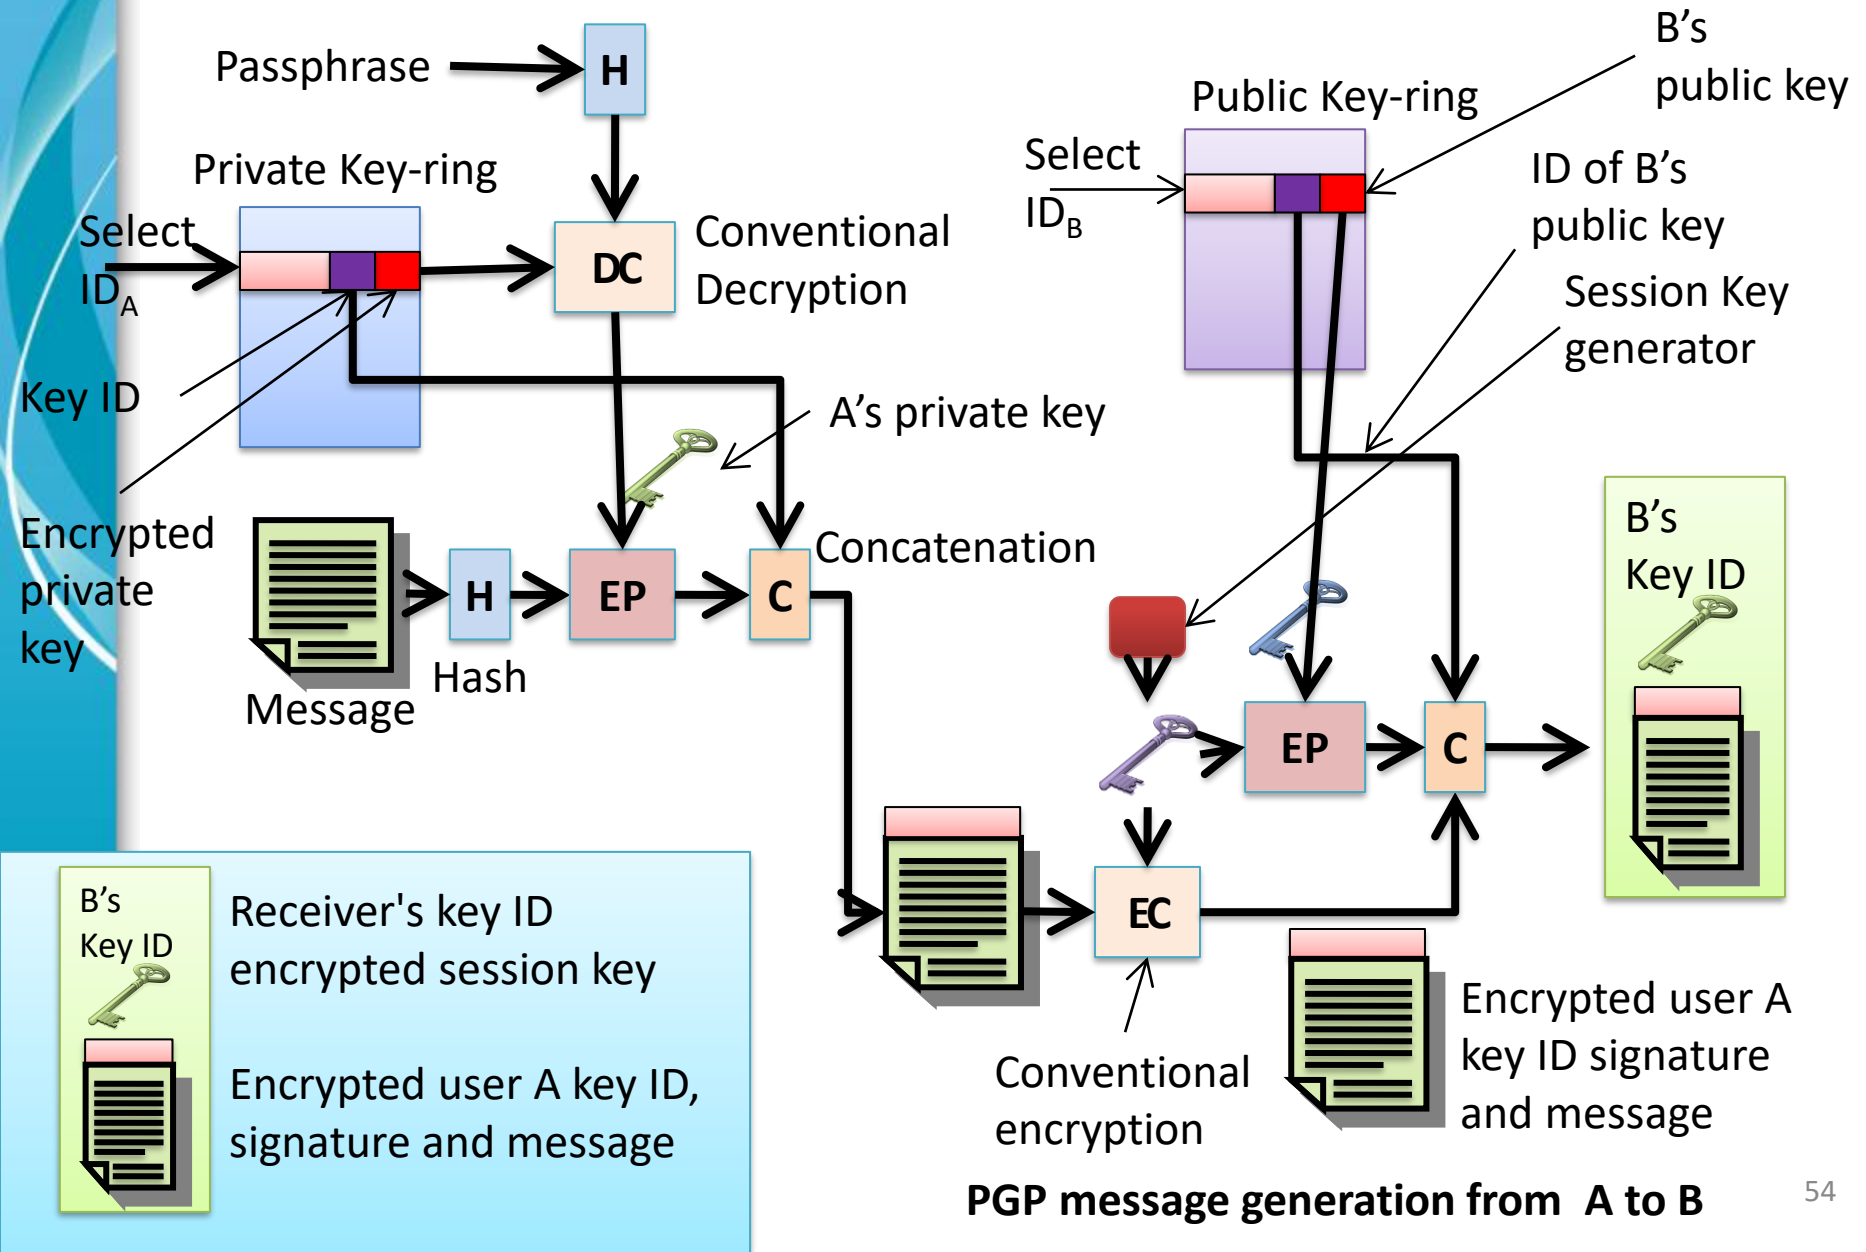 Passphrase
H
Private Key-ring
Select
ID_A
DC
Conventional
Decryption
Key ID
A's private key
Encrypted
private
key
Message
H
Hash
EP
C
Concatenation
Public Key-ring
B's
public key
Select
ID_B
ID of B's
public key
Session Key
generator
EP
C
EC
Conventional
encryption
Encrypted user A
key ID signature
and message
B's
Key ID
B's
Key ID
Receiver's key ID
encrypted session key
Encrypted user A key ID,
signature and message
PGP message generation from A to B
54